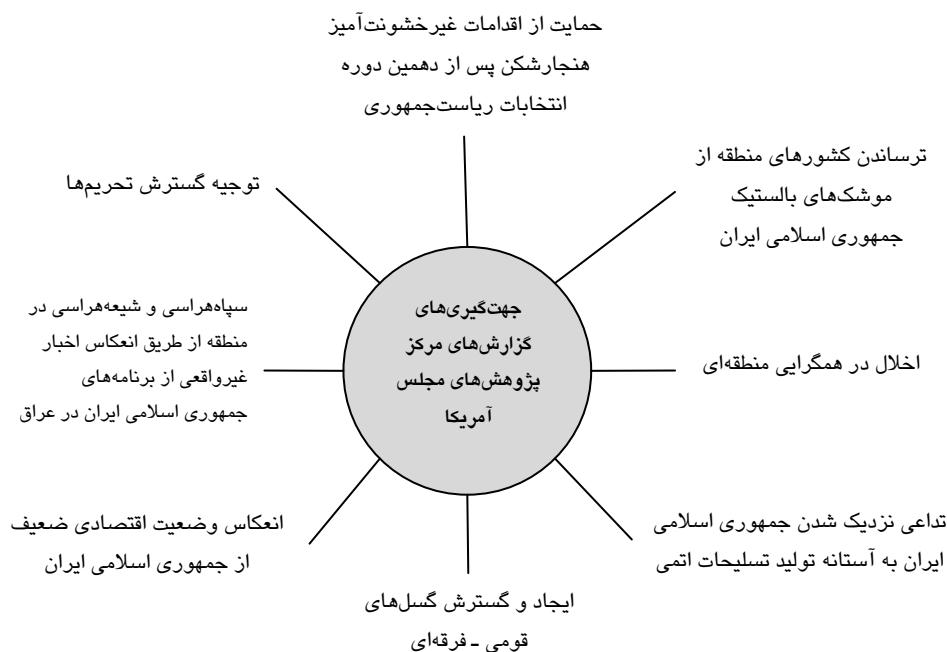 حمایت از اقدامات غیرخشونت‌آمیز
هنجارشکن پس از دهمین دوره
انتخابات ریاست‌جمهوری
ترساندن کشورهای منطقه از
موشک‌های بالستیک
جمهوری اسلامی ایران
توجیه گسترش تحریم‌ها
جهت‌گیری‌های
گزارش‌های مرکز
پژوهش‌های مجلس
آمریکا
اخلال در همگرایی منطقه‌ای
سپاه‌هراسی و شیعه‌هراسی در
منطقه از طریق انعکاس اخبار
غیرواقعی از برنامه‌های
جمهوری اسلامی ایران در عراق
تداعی نزدیک شدن جمهوری اسلامی
ایران به آستانه تولید تسلیحات اتمی
انعکاس وضعیت اقتصادی ضعیف
از جمهوری اسلامی ایران
ایجاد و گسترش گسل‌های
قومی ـ فرقه‌ای